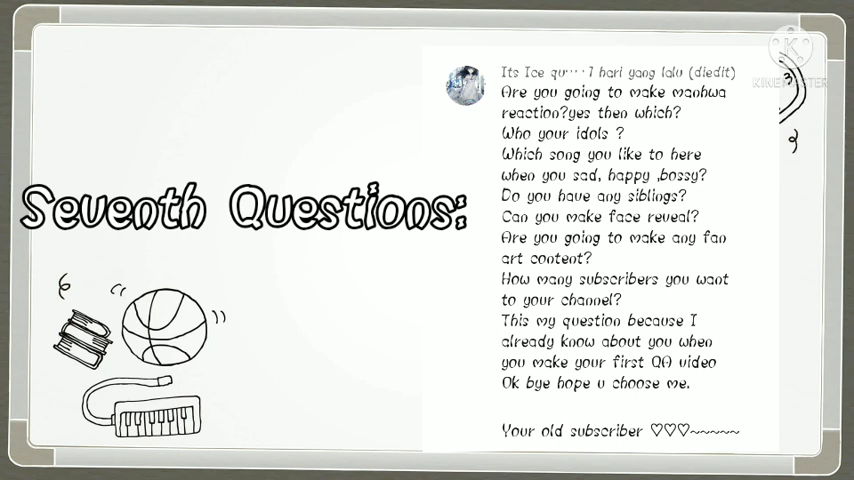 Its Ice qu····1 hari yang lalu (diedit)
Are you going to make manhwa
reaction?yes then which?
Who your idols ?
Which song you like to here
when you sad, happy ,bossy?
Do you have any siblings?
Can you make face reveal?
Are you going to make any fan
art content?
How many subscribers you want
to your channel?
This my question because I
already know about you when
you make your first QA video
Ok bye hope u choose me.
Your old subscriber ♡♡♡~~~~~
Seventh Questions:
KINEMASTER